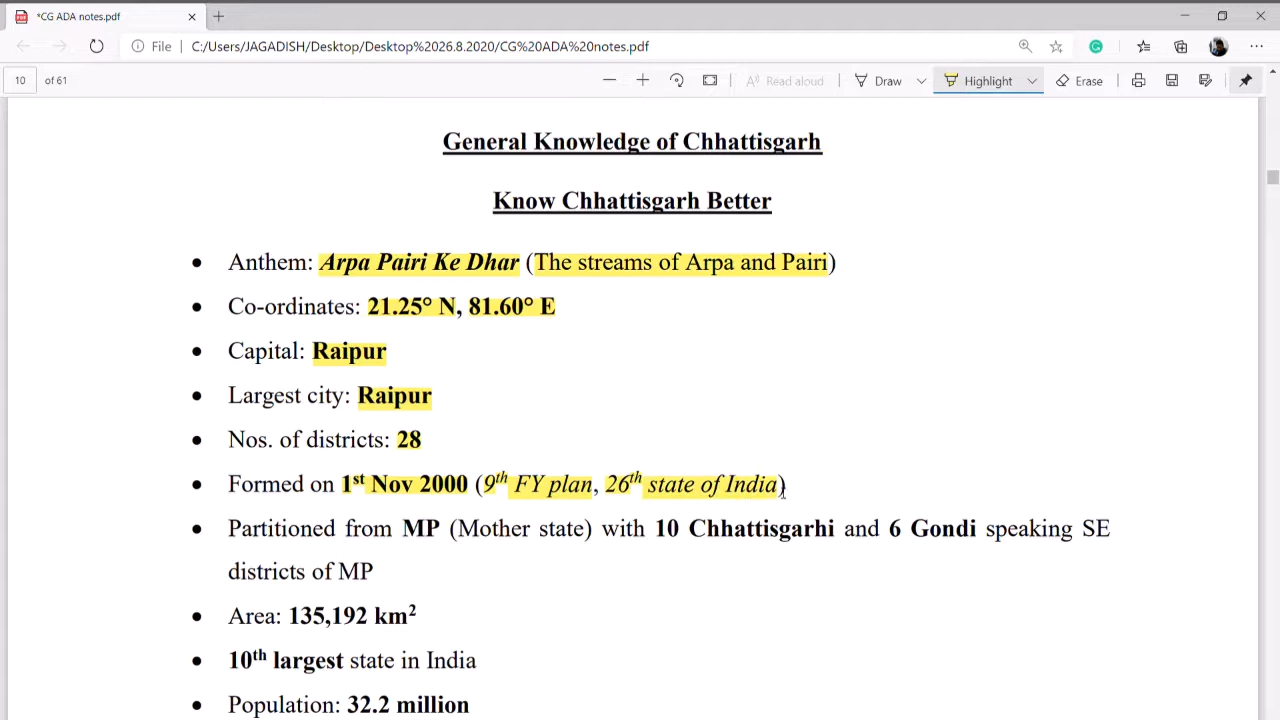 *CG ADA notes.pdf
File | C:/Users/JAGADISH/Desktop/Desktop%2026.8.2020/CG%20ADA%20notes.pdf
10 of 61 Read aloud Draw Highlight Erase
General Knowledge of Chhattisgarh
Know Chhattisgarh Better
• Anthem: Arpa Pairi Ke Dhar (The streams of Arpa and Pairi)
• Co-ordinates: 21.25° N, 81.60° E
• Capital: Raipur
• Largest city: Raipur
• Nos. of districts: 28
• Formed on 1st Nov 2000 (9th FY plan, 26th state of India)
• Partitioned from MP (Mother state) with 10 Chhattisgarhi and 6 Gondi speaking SE
districts of MP
• Area: 135,192 km²
• 10th largest state in India
• Population: 32.2 million